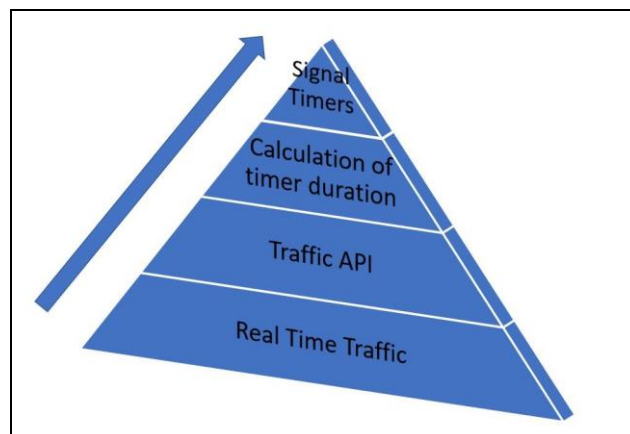 Signal
Timers
Calculation of
timer duration
Traffic API
Real Time Traffic